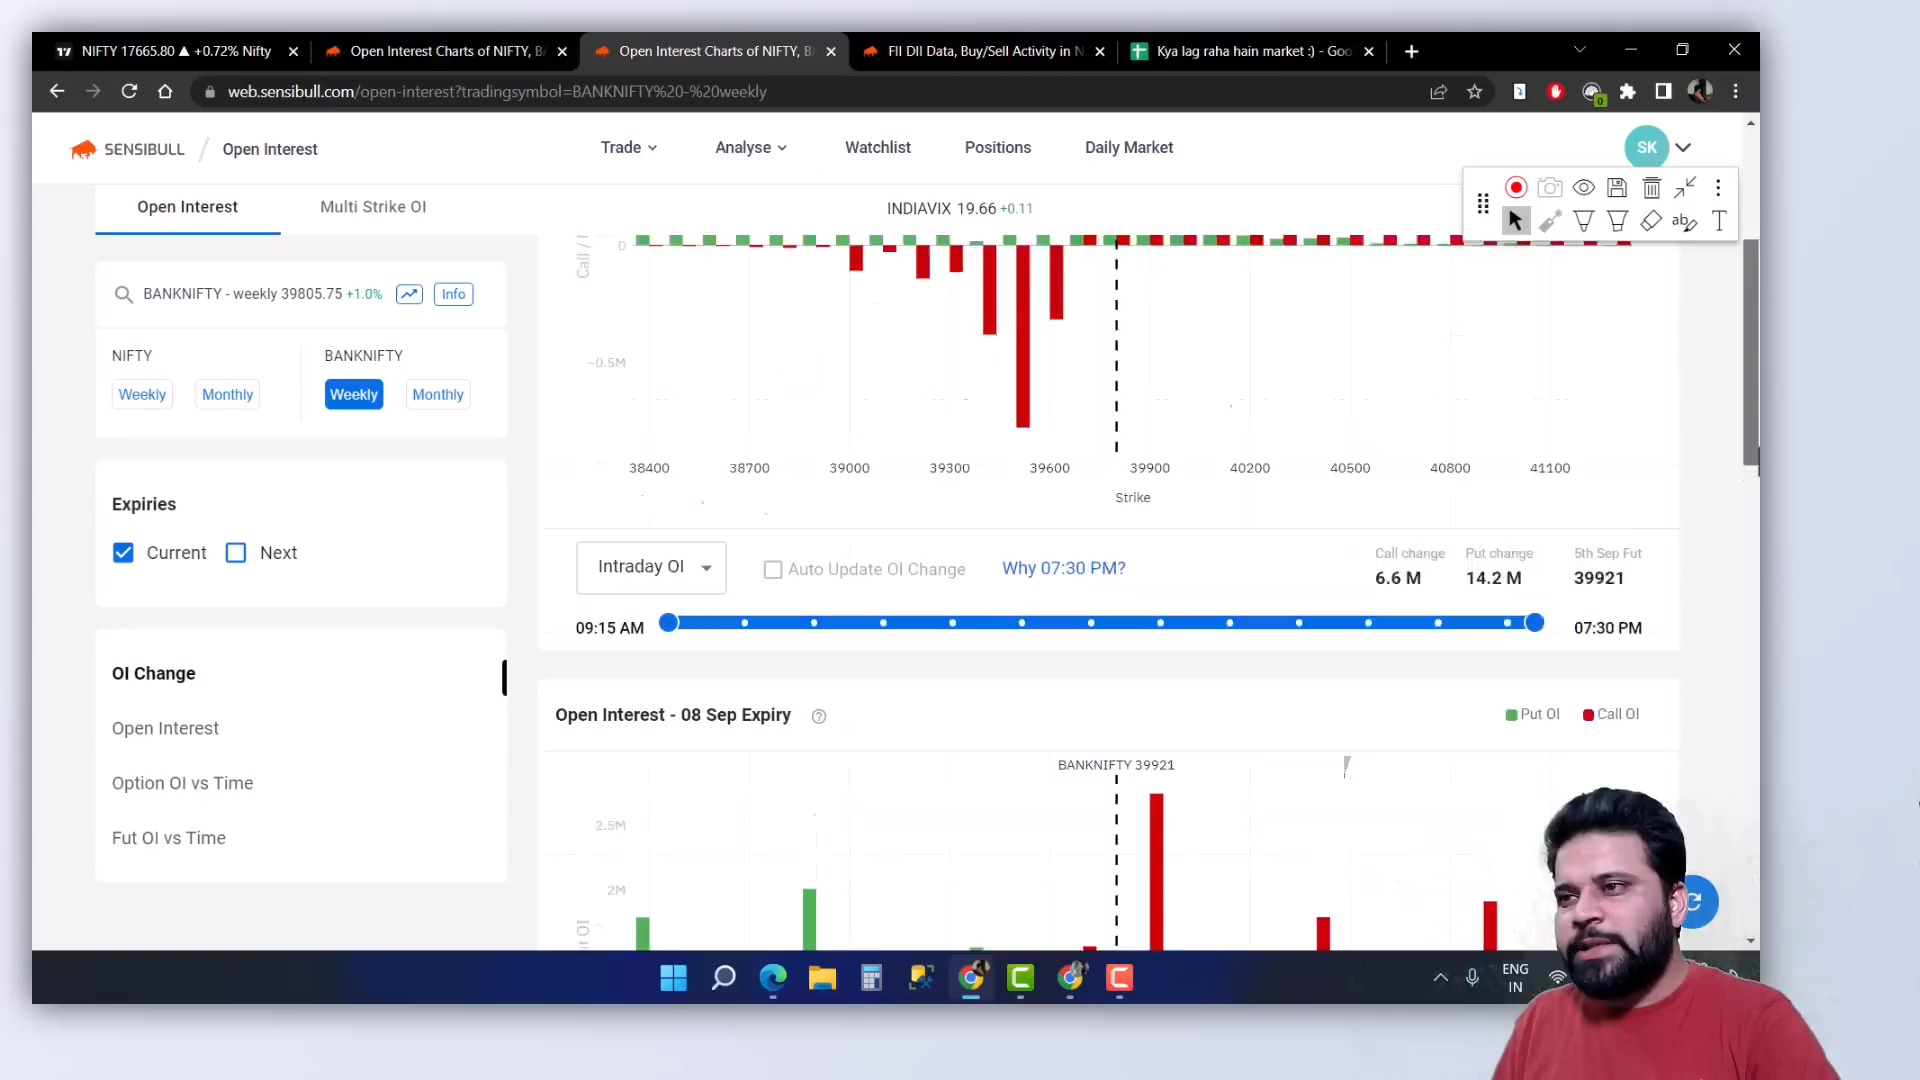 NIFTY 17665.80 ▲ +0.72% Nifty
Open Interest Charts of NIFTY, B
Open Interest Charts of NIFTY, B
FII DII Data, Buy/Sell Activity in N
Kya lag raha hain market :) - Goo
web.sensibull.com/open-interest?tradingsymbol=BANKNIFTY%20-%20weekly
0
SENSIBULL / Open Interest
Trade
Analyse
Watchlist
Positions
Daily Market
SK
Open Interest
Multi Strike OI
INDIAVIX 19.66 +0.11
ab
T
BANKNIFTY - weekly 39805.75 +1.0%
Info
NIFTY
BANKNIFTY
Weekly
Monthly
Weekly
Monthly
Expiries
Current
Next
OI Change
Open Interest
Option OI vs Time
Fut OI vs Time
Call /
0
−0.5M
38400 38700 39000 39300 39600 39900 40200 40500 40800 41100
Strike
Intraday OI
Auto Update OI Change
Why 07:30 PM?
Call change
6.6 M
Put change
14.2 M
5th Sep Fut
39921
09:15 AM
07:30 PM
Open Interest - 08 Sep Expiry
?
Put OI
Call OI
BANKNIFTY 39921
2.5M
2M
ENG
IN